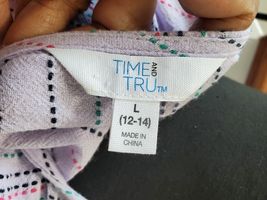 TIME AND
TRU™
L
(12-14)
MADE IN
CHINA